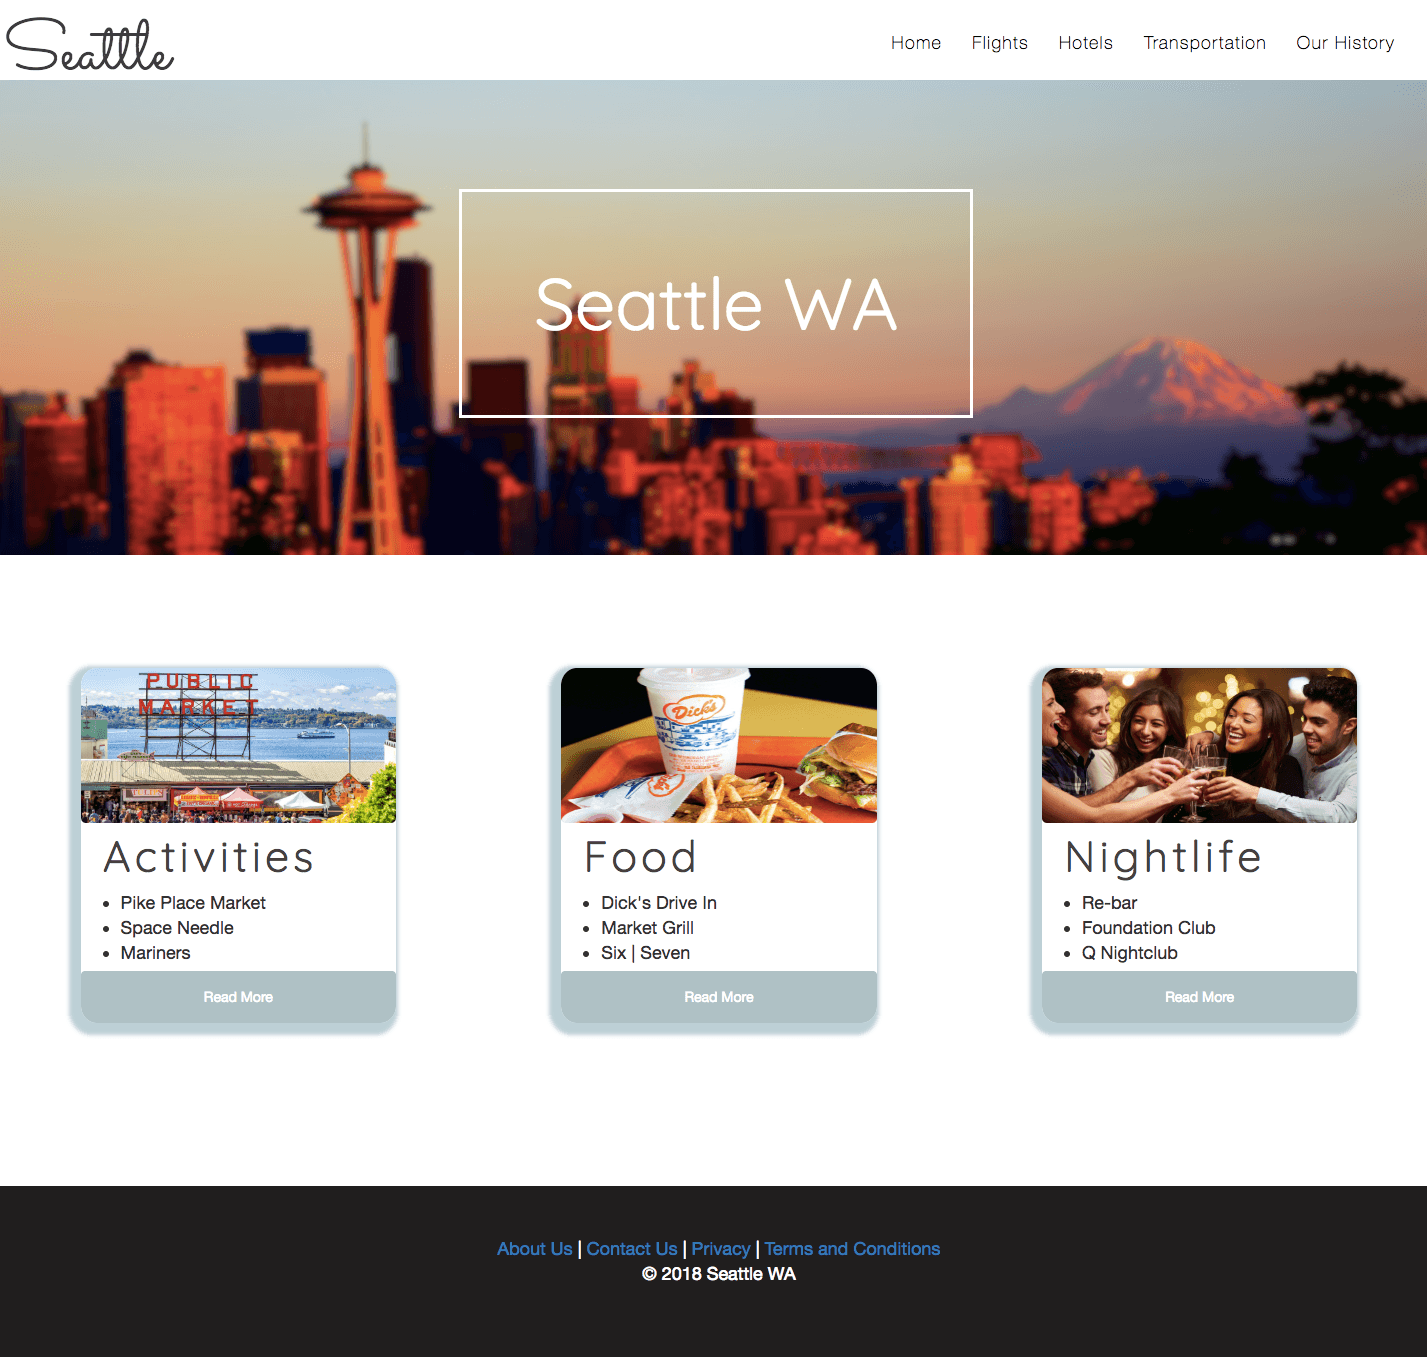 Seattle
Home Flights Hotels Transportation Our History
Seattle WA
PUBLIC
MARKET
Activities
Pike Place Market
Space Needle
Mariners
Read More
Dick's
Food
Dick's Drive In
Market Grill
Six | Seven
Read More
Nightlife
Re-bar
Foundation Club
Q Nightclub
Read More
About Us | Contact Us | Privacy | Terms and Conditions
© 2018 Seattle WA